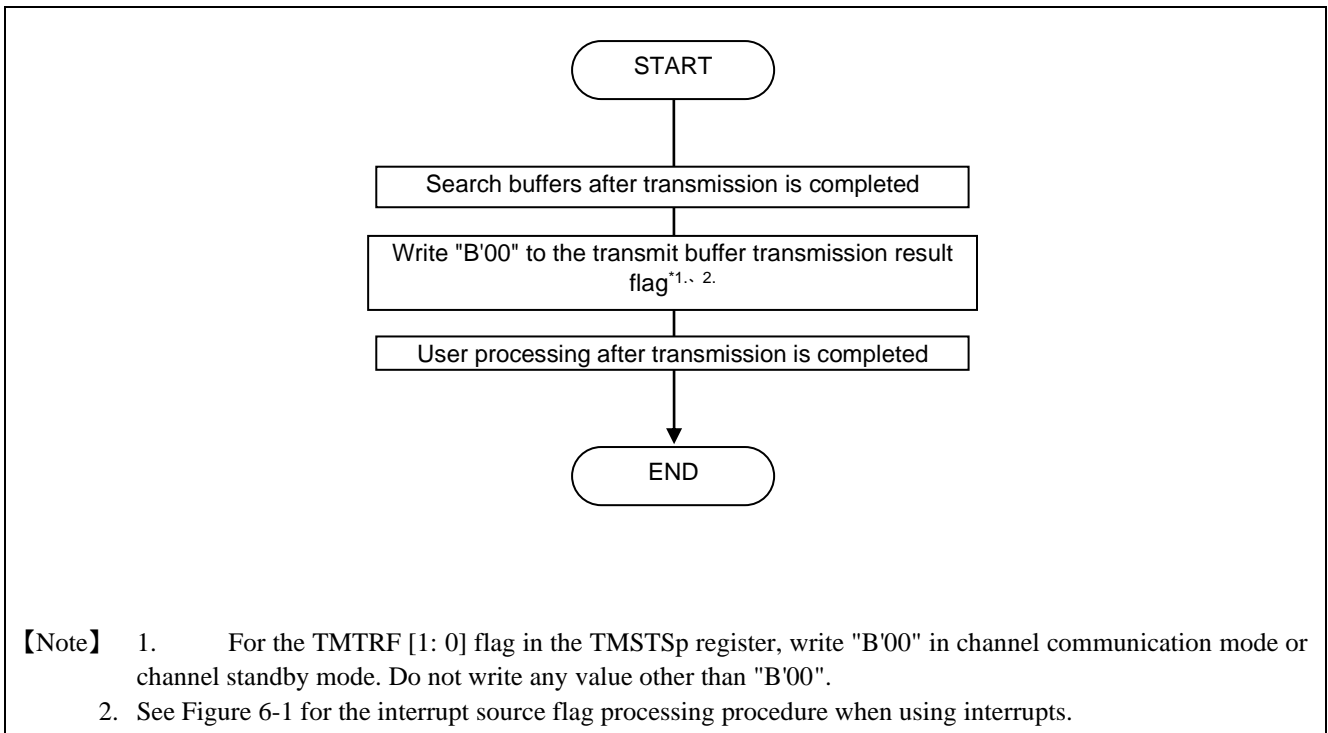 START
Search buffers after transmission is completed
Write "B'00" to the transmit buffer transmission result
flag*1.、2.
User processing after transmission is completed
END
【Note】 1. For the TMTRF [1: 0] flag in the TMSTSp register, write "B'00" in channel communication mode or
channel standby mode. Do not write any value other than "B'00".
2. See Figure 6-1 for the interrupt source flag processing procedure when using interrupts.